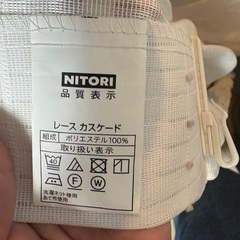 NITORI
品質表示
レース カスケード
組成 ポリエステル100%
取り扱い表示
40
F W
洗濯ネット使用
あて布使用